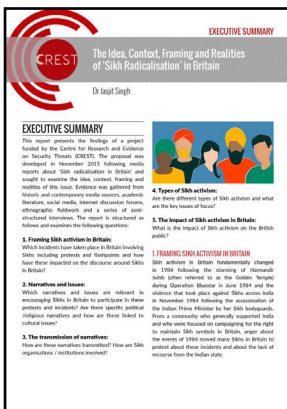 EXECUTIVE SUMMARY
CREST
The Idea, Context, Framing and Realities
of ‘Sikh Radicalisation’ in Britain
Dr Jasjit Singh
EXECUTIVE SUMMARY
This report presents the findings of a project
funded by the Centre for Research and Evidence
on Security Threats (CREST). The proposal was
developed in November 2015 following media
reports about ‘Sikh radicalisation in Britain’ and
sought to examine the idea, context, framing and
realities of this issue. Evidence was gathered from
historic and contemporary media sources, academic
literature, social media, internet discussion forums,
ethnographic fieldwork and a series of semi-
structured interviews. The report is structured as
follows and examines the following questions:
1. Framing Sikh activism in Britain:
Which incidents have taken place in Britain involving
Sikhs including protests and flashpoints and how
have these impacted on the discourse around Sikhs
in Britain?
2. Narratives and issues:
Which narratives and issues are relevant in
encouraging Sikhs in Britain to participate in these
protests and incidents? Are there specific political
/religious narratives and how are these linked to
cultural issues?
3. The transmission of narratives:
How are these narratives transmitted? How are Sikh
organisations / institutions involved?
4. Types of Sikh activism:
Are there different types of Sikh activism and what
are the key issues of focus?
5. The impact of Sikh activism in Britain:
What is the impact of Sikh activism on the British
public?
1. FRAMING SIKH ACTIVISM IN BRITAIN
Sikh activism in Britain fundamentally changed
in 1984 following the storming of Harmandir
Sahib (often referred to as the Golden Temple)
during Operation Bluestar in June 1984 and the
violence that took place against Sikhs across India
in November 1984 following the assassination of
the Indian Prime Minister by her Sikh bodyguards.
From a community who generally supported India
and who were focused on campaigning for the right
to maintain Sikh symbols in Britain, anger about
the events of 1984 moved many Sikhs in Britain to
protest about these incidents and about the lack of
recourse from the Indian state.